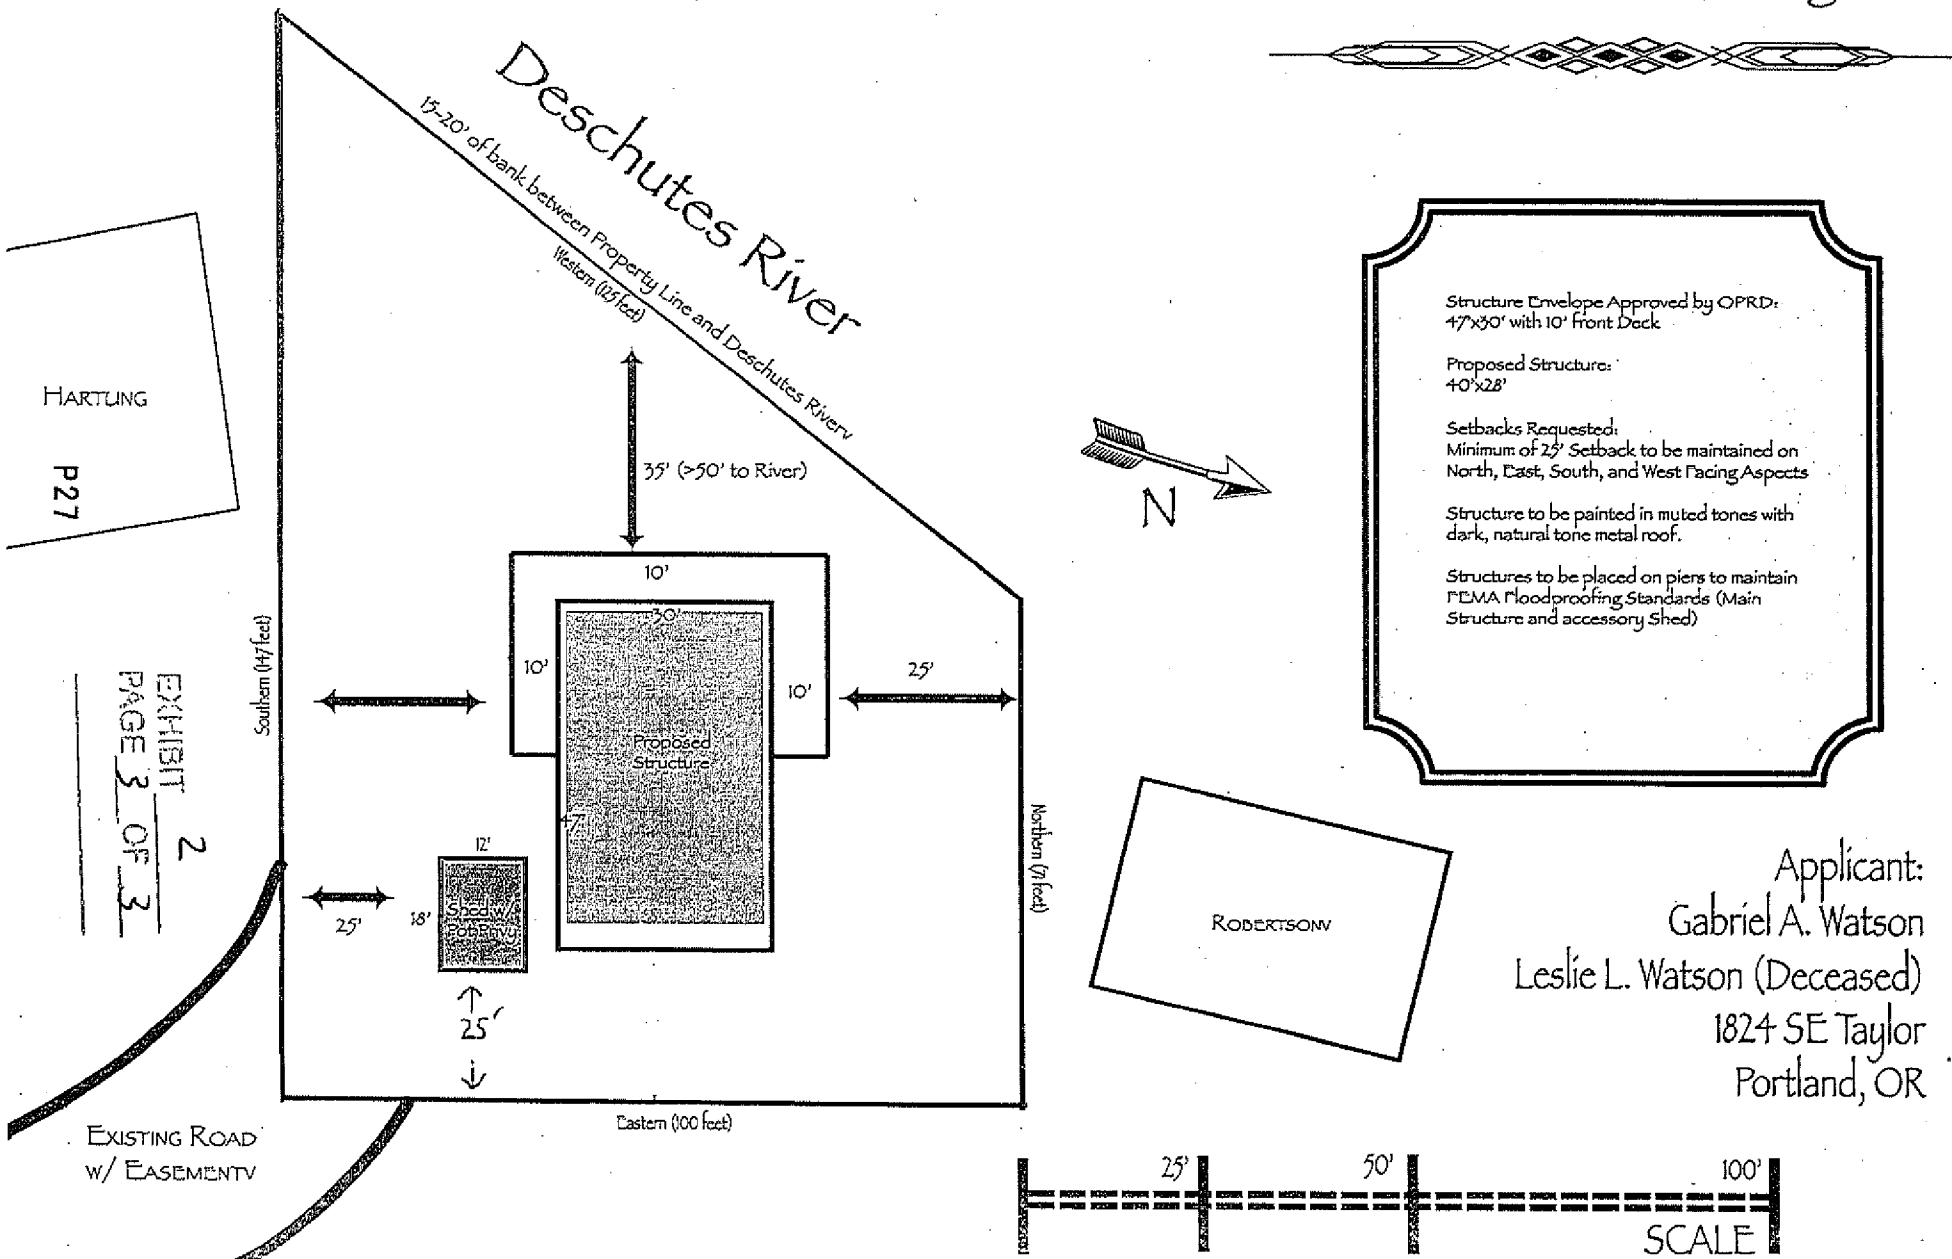 Deschutes River
15-20' of bank between Property Line and Deschutes Riverv
Western (125 feet)
HARTUNG
P27
35' (>50' to River)
N
Structure Envelope Approved by OPRD:
47'x30' with 10' front Deck
Proposed Structure:
40'x28'
Setbacks Requested:
Minimum of 25' Setback to be maintained on
North, East, South, and West Facing Aspects
Structure to be painted in muted tones with
dark, natural tone metal roof.
Structures to be placed on piers to maintain
FEMA Floodproofing Standards (Main
Structure and accessory Shed)
10'
30'
10'
10'
25'
Proposed
Structure
47'
Southern (147 feet)
EXHIBIT 2
PAGE 3 OF 3
12'
18'
Shed w/
Pot Privy
25'
25'
Northern (71 feet)
ROBERTSONV
Eastern (100 feet)
EXISTING ROAD
W/ EASEMENTV
Applicant:
Gabriel A. Watson
Leslie L. Watson (Deceased)
1824 SE Taylor
Portland, OR
25'
50'
100'
SCALE